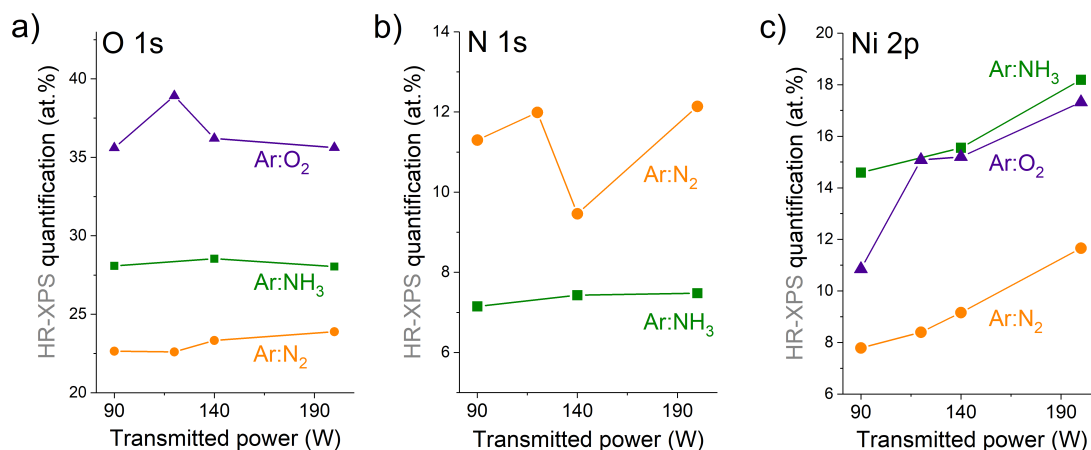 a) O 1s
HR-XPS quantification (at.%)
40
35
30
25
20
Ar:O₂
Ar:NH₃
Ar:N₂
90 140 190
Transmitted power (W)
b) N 1s
HR-XPS quantification (at.%)
14
12
10
8
6
Ar:N₂
Ar:NH₃
90 140 190
Transmitted power (W)
c) Ni 2p
HR-XPS quantification (at.%)
20
18
16
14
12
10
8
6
Ar:NH₃
Ar:O₂
Ar:N₂
90 140 190
Transmitted power (W)